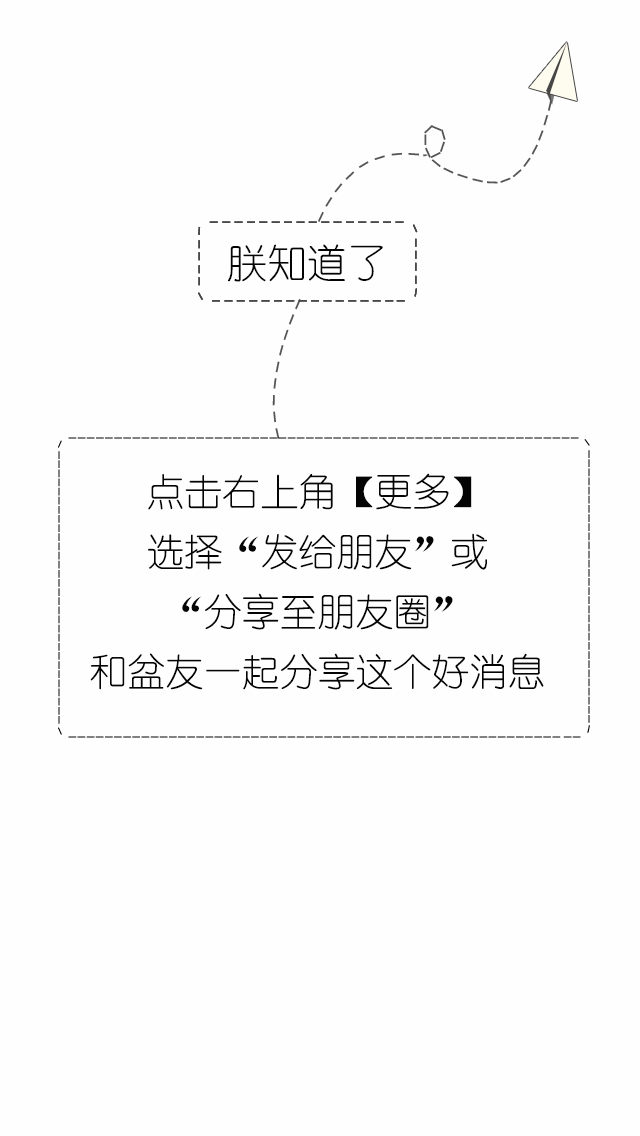 朕知道了
点击右上角【更多】
选择“发给朋友”或
“分享至朋友圈”
和盆友一起分享这个好消息